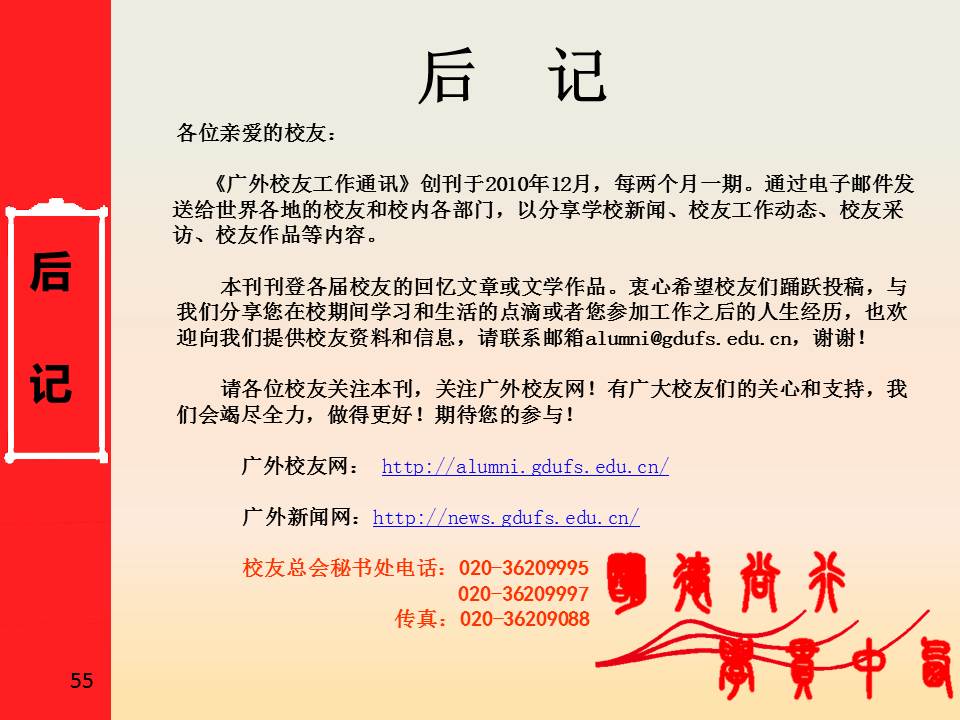 后 记
各位亲爱的校友：
《广外校友工作通讯》创刊于2010年12月，每两个月一期。通过电子邮件发
送给世界各地的校友和校内各部门，以分享学校新闻、校友工作动态、校友采
访、校友作品等内容。
本刊刊登各届校友的回忆文章或文学作品。衷心希望校友们踊跃投稿，与
我们分享您在校期间学习和生活的点滴或者您参加工作之后的人生经历，也欢
迎向我们提供校友资料和信息，请联系邮箱alumni@gdufs.edu.cn，谢谢！
请各位校友关注本刊，关注广外校友网！有广大校友们的关心和支持，我
们会竭尽全力，做得更好！期待您的参与！
广外校友网： http://alumni.gdufs.edu.cn/
广外新闻网：http://news.gdufs.edu.cn/
校友总会秘书处电话：020-36209995
020-36209997
传真：020-36209088
明德尚行
學貫中西
后
记
55